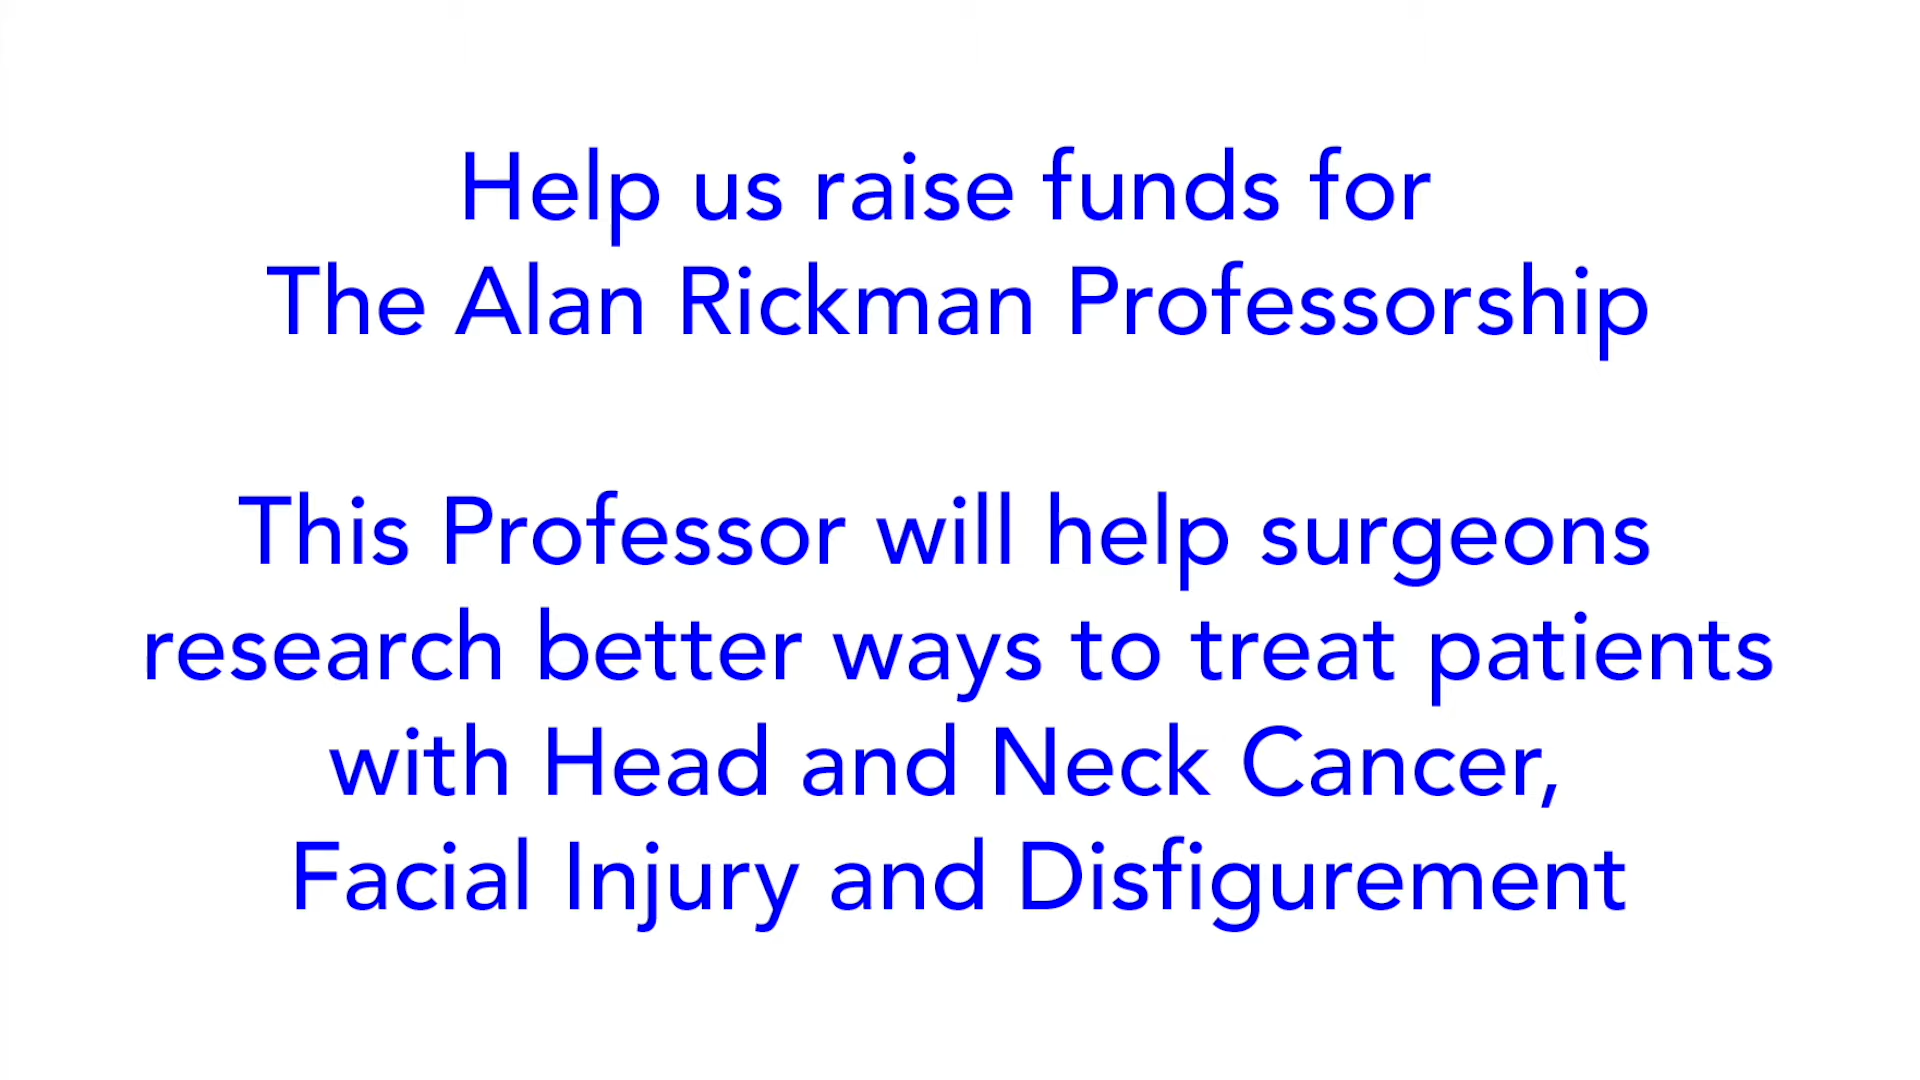 Help us raise funds for
The Alan Rickman Professorship
This Professor will help surgeons
research better ways to treat patients
with Head and Neck Cancer,
Facial Injury and Disfigurement